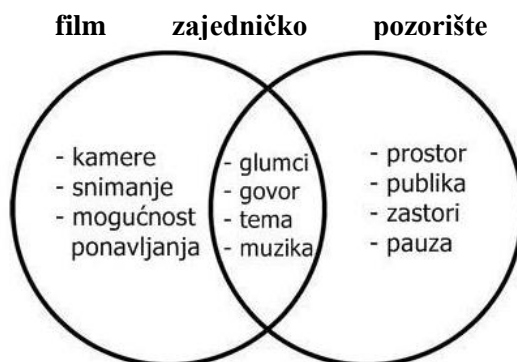 film zajedničko pozorište
- kamere
- snimanje
- mogućnost
ponavljanja
- glumci
- govor
- tema
- muzika
- prostor
- publika
- zastori
- pauza